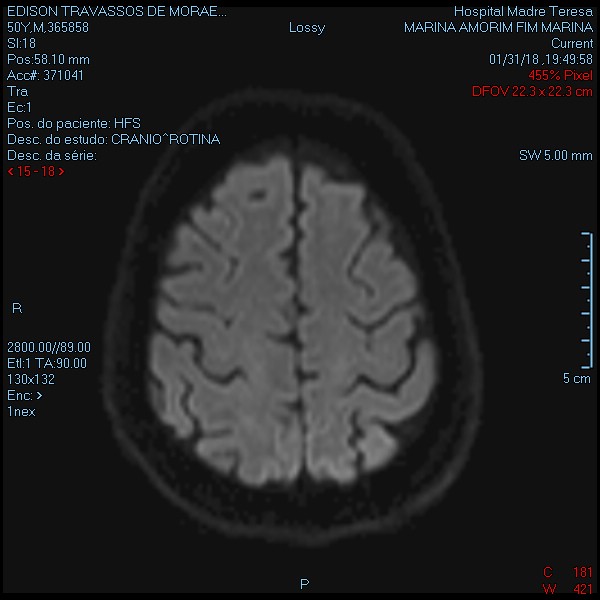 EDISON TRAVASSOS DE MORAE...
50Y,M,365858
Sl:18
Pos:58.10 mm
Acc#: 371041
Tra
Ec:1
Pos. do paciente: HFS
Desc. do estudo: CRANIO^ROTINA
Desc. da série:
< 15 - 18 >
Lossy
Hospital Madre Teresa
MARINA AMORIM FIM MARINA
Current
01/31/18 ,19:49:58
455% Pixel
DFOV 22.3 x 22.3 cm
SW 5.00 mm
R
2800.00//89.00
Etl:1 TA:90.00
130x132
Enc: >
1nex
5 cm
P
C 181
W 421